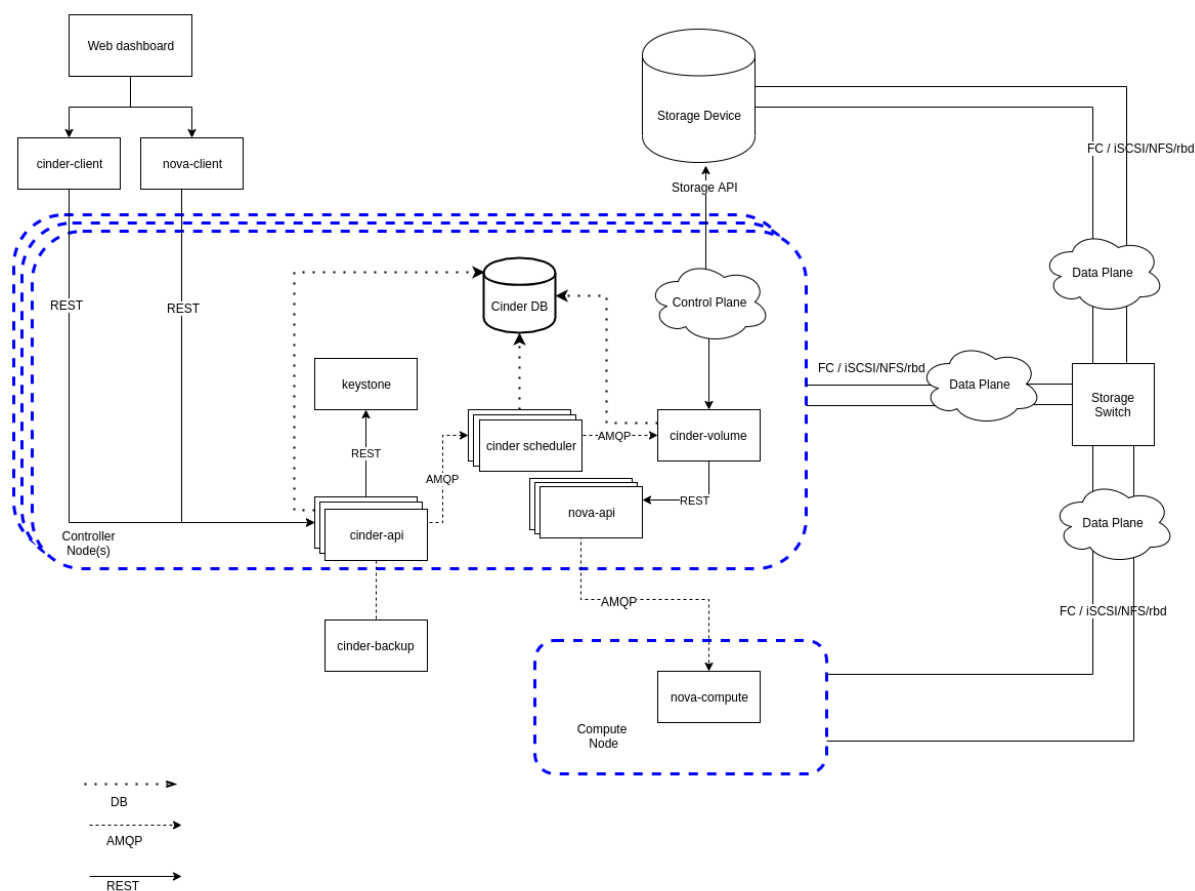 Web dashboard
cinder-client
nova-client
Storage Device
FC / iSCSI/NFS/rbd
Storage API
REST
REST
Cinder DB
Control Plane
Data Plane
keystone
FC / iSCSI/NFS/rbd
Data Plane
Storage
Switch
cinder scheduler
AMQP
cinder-volume
REST
AMQP
REST
nova-api
Data Plane
cinder-api
Controller
Node(s)
AMQP
FC / iSCSI/NFS/rbd
cinder-backup
nova-compute
Compute
Node
DB
AMQP
REST